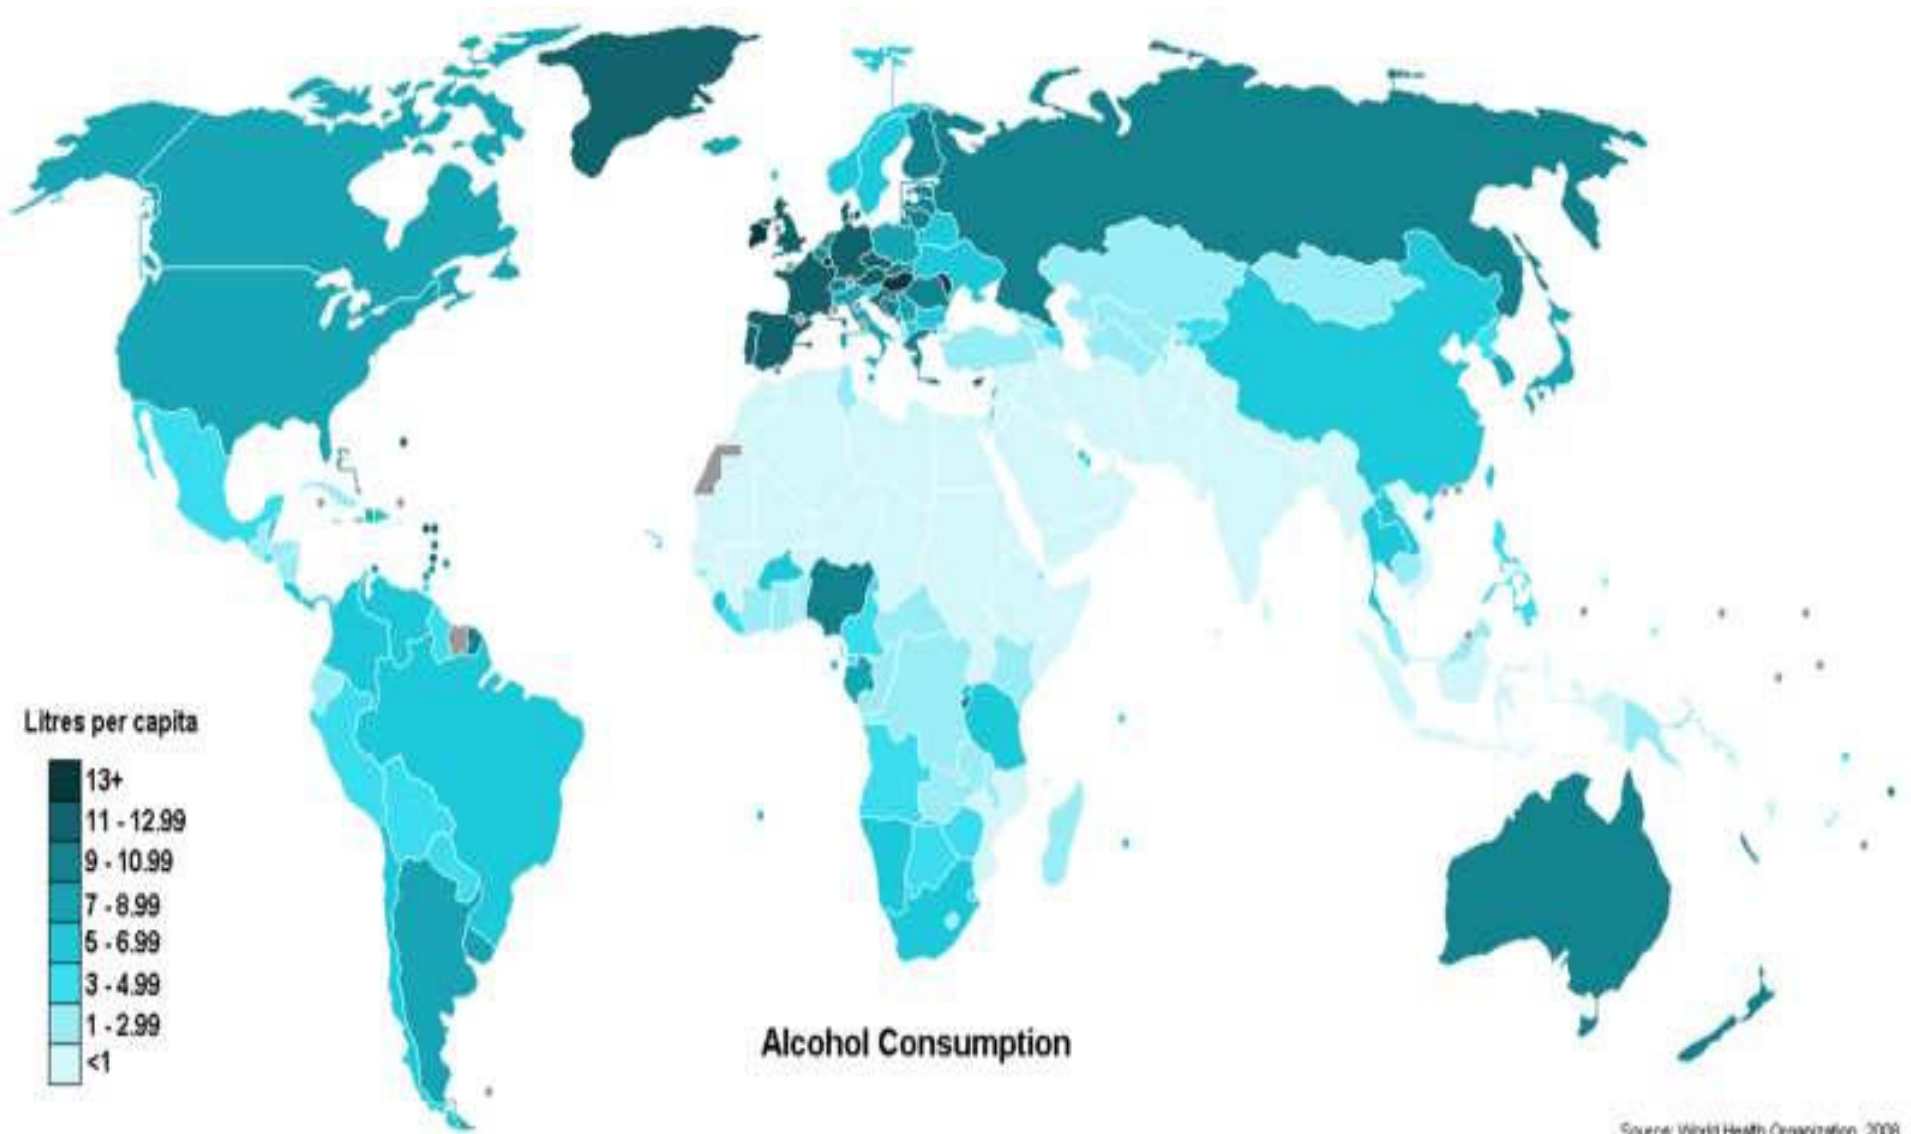 Litres per capita
13+
11 - 12.99
9 - 10.99
7 - 8.99
5 - 6.99
3 - 4.99
1 - 2.99
<1
Alcohol Consumption
Source: World Health Organization, 2008